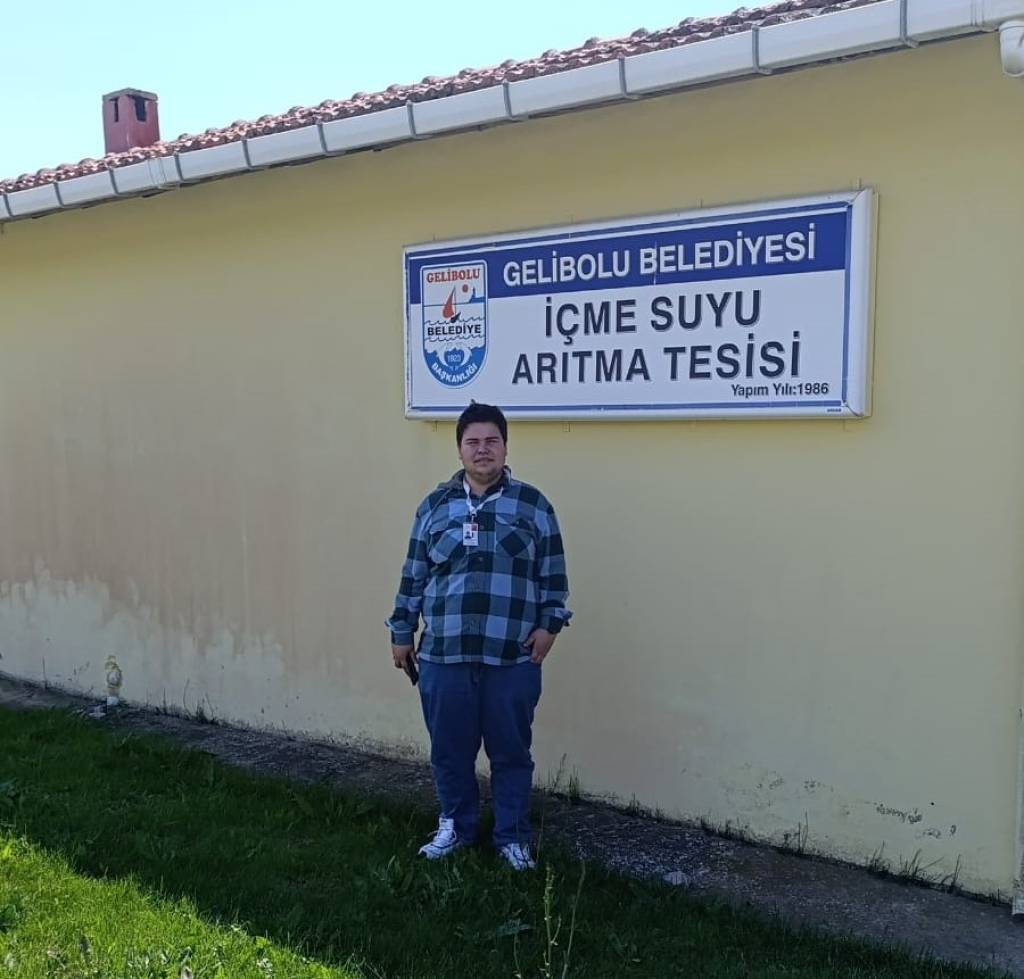 GELİBOLU
BELEDİYE
1923
BAŞKANLIĞI
GELİBOLU BELEDİYESİ
İÇME SUYU
ARITMA TESİSİ
Yapım Yılı:1986